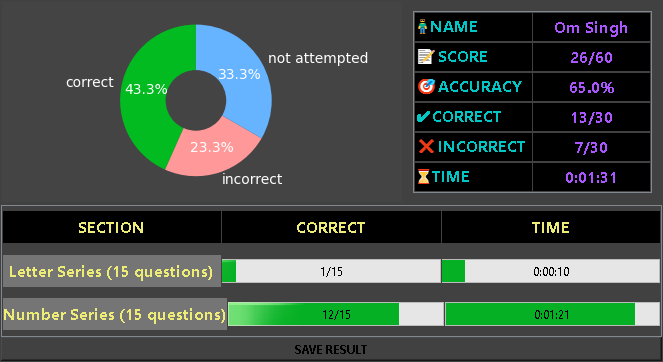 not attempted
33.3%
correct
43.3%
23.3%
incorrect
NAME Om Singh
SCORE 26/60
ACCURACY 65.0%
CORRECT 13/30
INCORRECT 7/30
TIME 0:01:31
SECTION CORRECT TIME
Letter Series (15 questions) 1/15 0:00:10
Number Series (15 questions) 12/15 0:01:21
SAVE RESULT